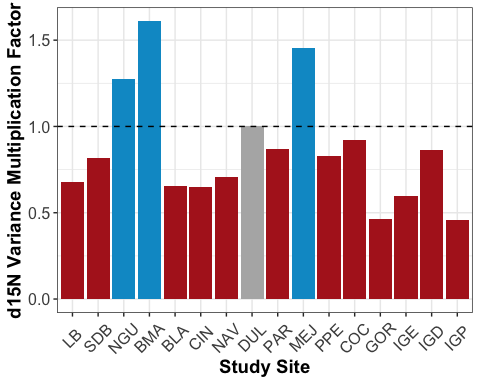 d15N Variance Multiplication Factor
1.5
1.0
0.5
0.0
LB SDB NGU BMA BLA CIN NAV DUL PAR MEJ PPE COC GOR IGE IGD IGP
Study Site